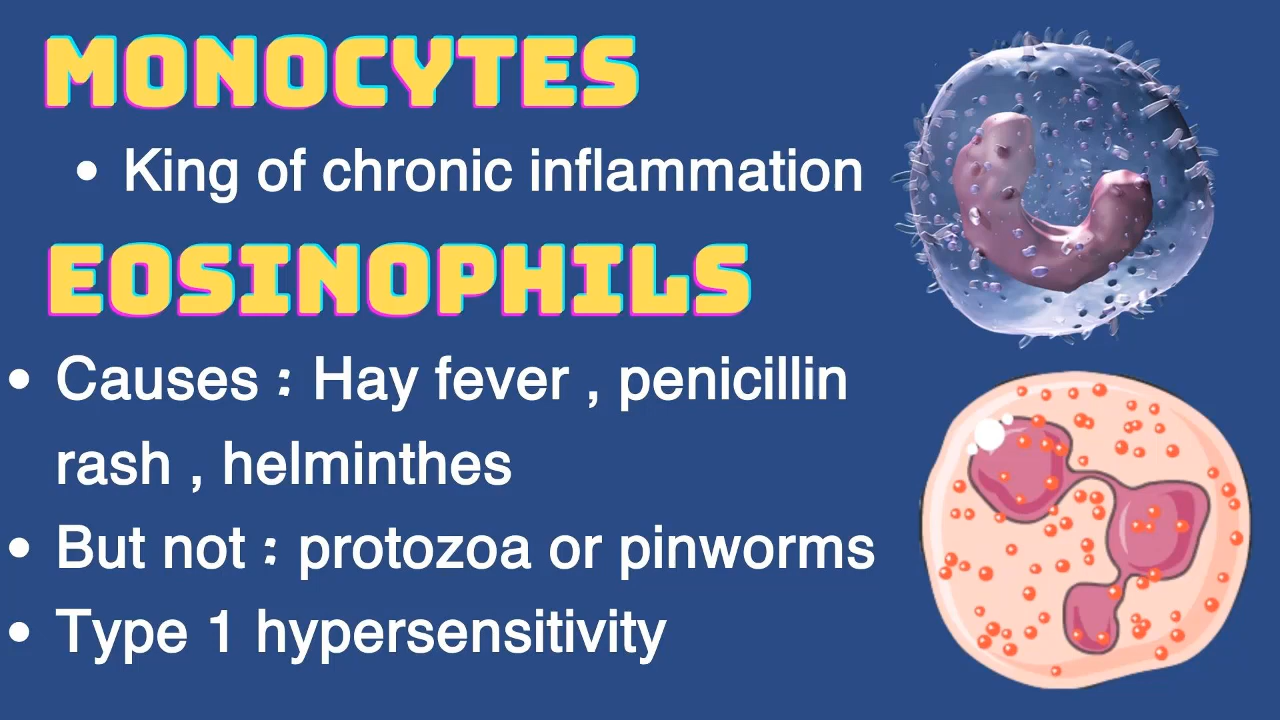 MONOCYTES
• King of chronic inflammation
EOSINOPHILS
• Causes : Hay fever , penicillin
rash , helminthes
• But not : protozoa or pinworms
• Type 1 hypersensitivity